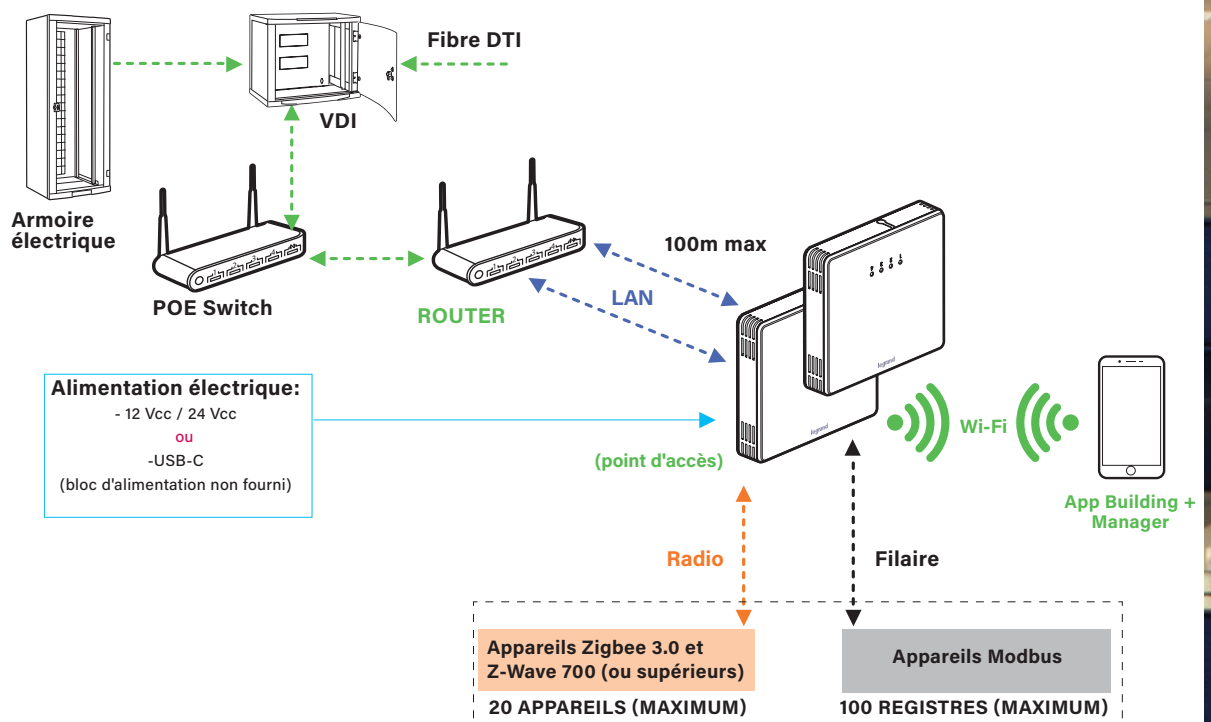 Fibre DTI
VDI
Armoire
électrique
POE Switch
ROUTER
100m max
LAN
Alimentation électrique:
- 12 Vcc / 24 Vcc
ou
-USB-C
(bloc d'alimentation non fourni)
legrand
legrand
(point d'accès)
Wi-Fi
App Building +
Manager
Radio
Filaire
Appareils Zigbee 3.0 et
Z-Wave 700 (ou supérieurs)
Appareils Modbus
20 APPAREILS (MAXIMUM)
100 REGISTRES (MAXIMUM)